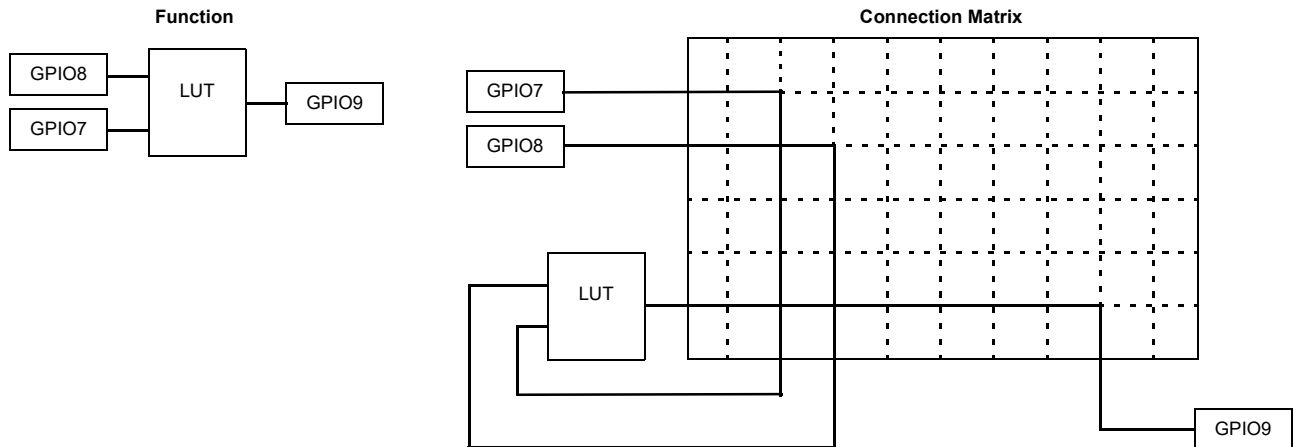 Function
GPIO8
GPIO7
LUT
GPIO9
Connection Matrix
GPIO7
GPIO8
LUT
GPIO9